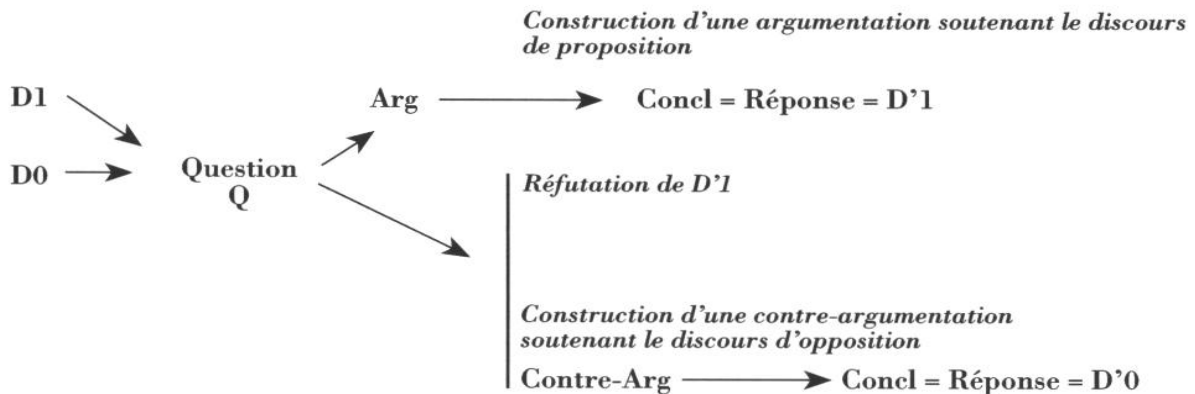 Construction d’une argumentation soutenant le discours
de proposition
D1
Arg
Concl = Réponse = D’1
D0
Question
Q
Réfutation de D’1
Construction d’une contre-argumentation
soutenant le discours d’opposition
Contre-Arg
Concl = Réponse = D’0